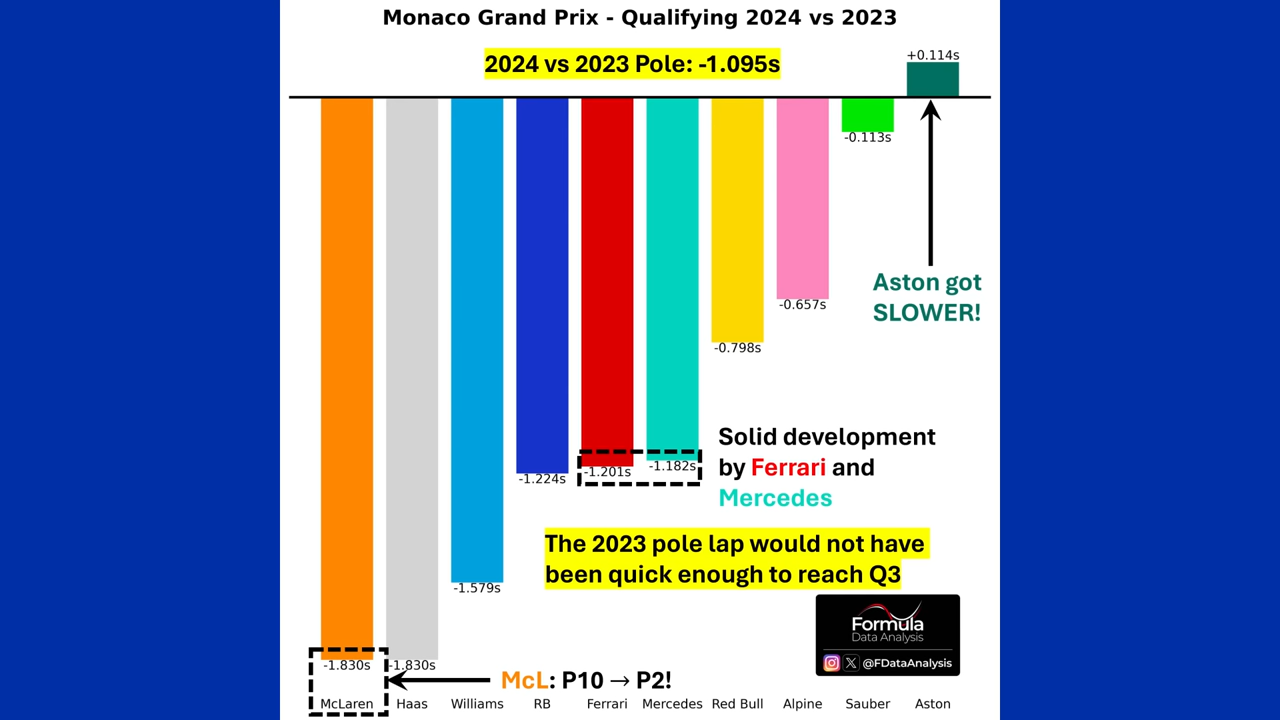 Monaco Grand Prix - Qualifying 2024 vs 2023
2024 vs 2023 Pole: -1.095s
+0.114s
-0.113s
Aston got
SLOWER!
-0.657s
-0.798s
Solid development
by Ferrari and
Mercedes
-1.224s
-1.201s
-1.182s
The 2023 pole lap would not have
been quick enough to reach Q3
-1.579s
Formula
Data Analysis
@FDataAnalysis
-1.830s
-1.830s
McL: P10 → P2!
McLaren Haas Williams RB Ferrari Mercedes Red Bull Alpine Sauber Aston